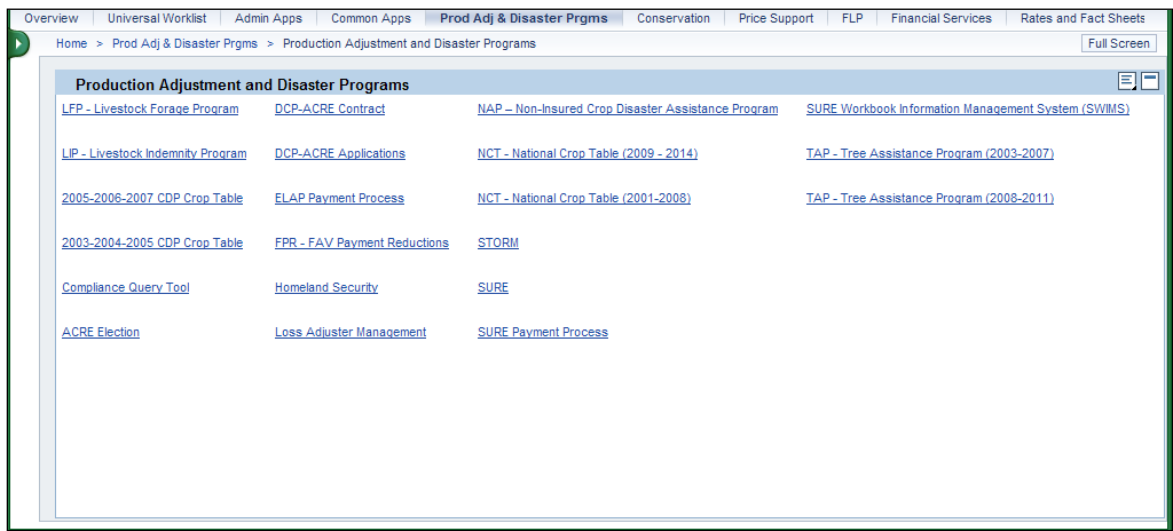 Overview Universal Worklist Admin Apps Common Apps Prod Adj & Disaster Prgms Conservation Price Support FLP Financial Services Rates and Fact Sheets
Home > Prod Adj & Disaster Prgms > Production Adjustment and Disaster Programs Full Screen
Production Adjustment and Disaster Programs
LFP - Livestock Forage Program DCP-ACRE Contract NAP – Non-Insured Crop Disaster Assistance Program SURE Workbook Information Management System (SWIMS)
LIP - Livestock Indemnity Program DCP-ACRE Applications NCT - National Crop Table (2009 - 2014) TAP - Tree Assistance Program (2003-2007)
2005-2006-2007 CDP Crop Table ELAP Payment Process NCT - National Crop Table (2001-2008) TAP - Tree Assistance Program (2008-2011)
2003-2004-2005 CDP Crop Table FPR - FAV Payment Reductions STORM
Compliance Query Tool Homeland Security SURE
ACRE Election Loss Adjuster Management SURE Payment Process